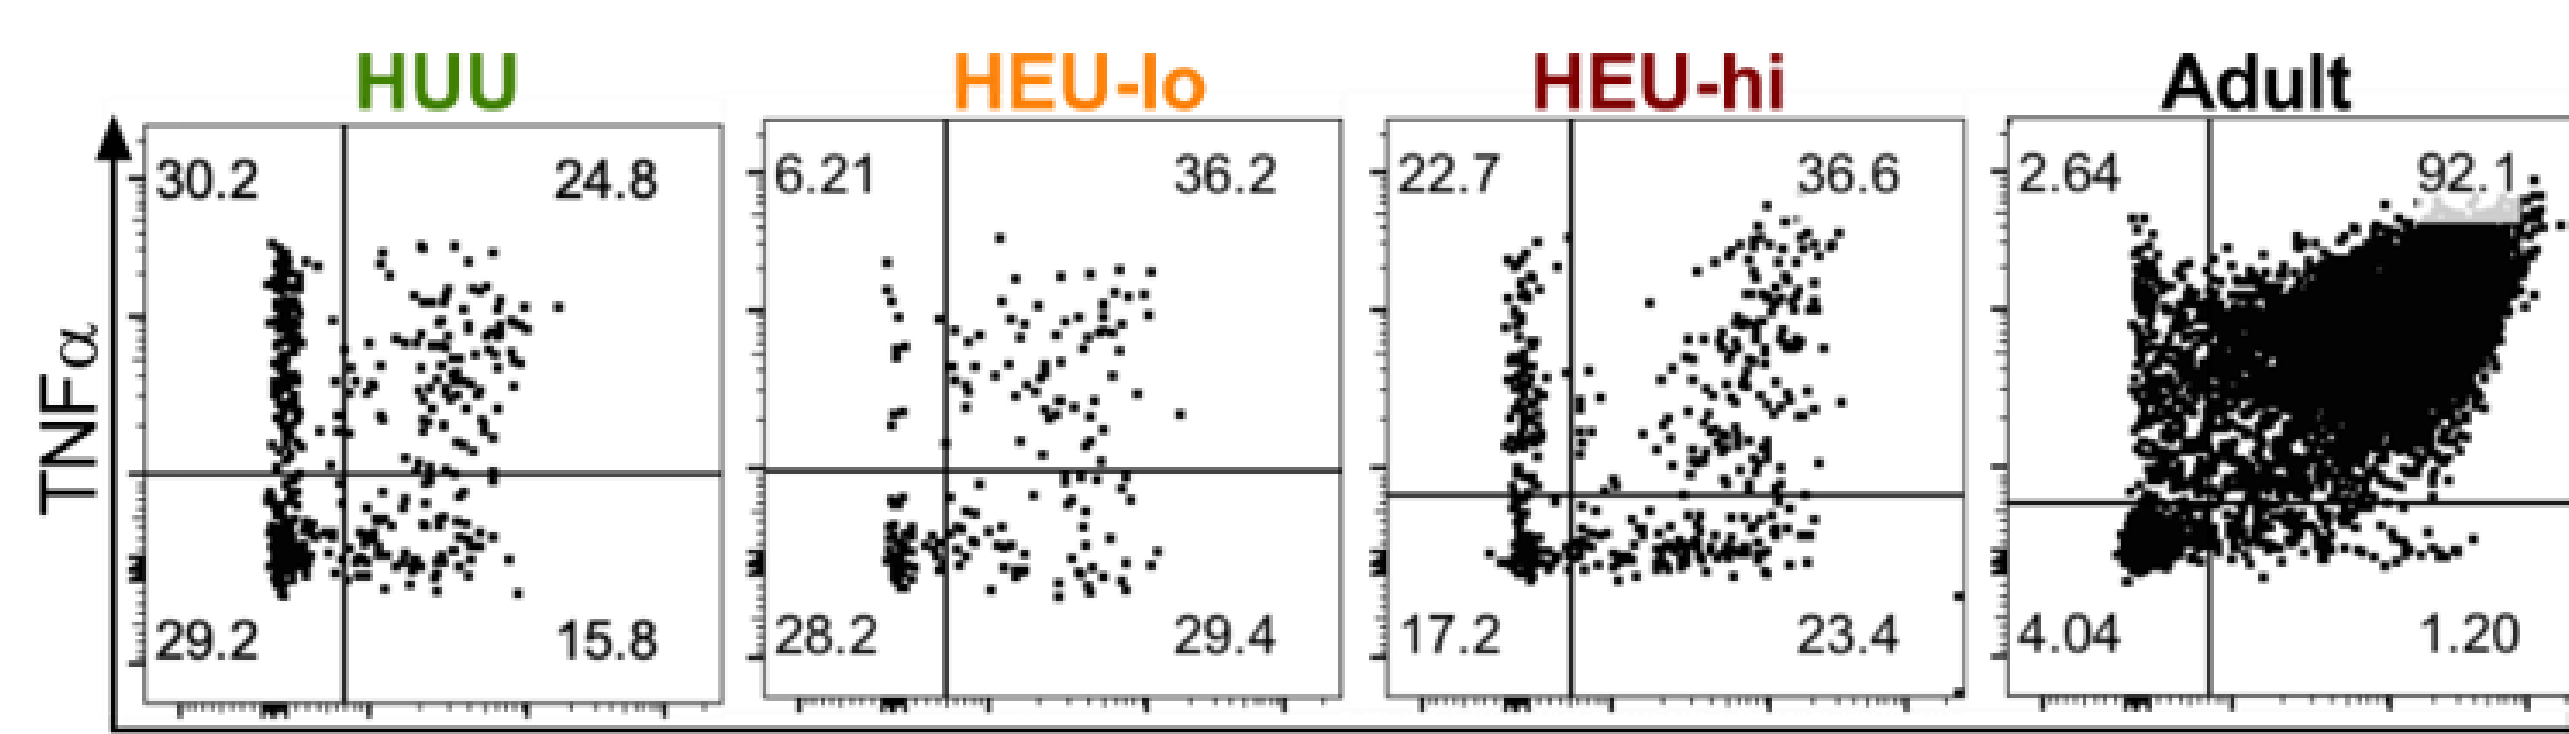 HUU HEU-lo HEU-hi Adult
30.2 24.8 6.21 36.2 22.7 36.6 2.64 92.1
TNFα
29.2 15.8 28.2 29.4 17.2 23.4 4.04 1.20